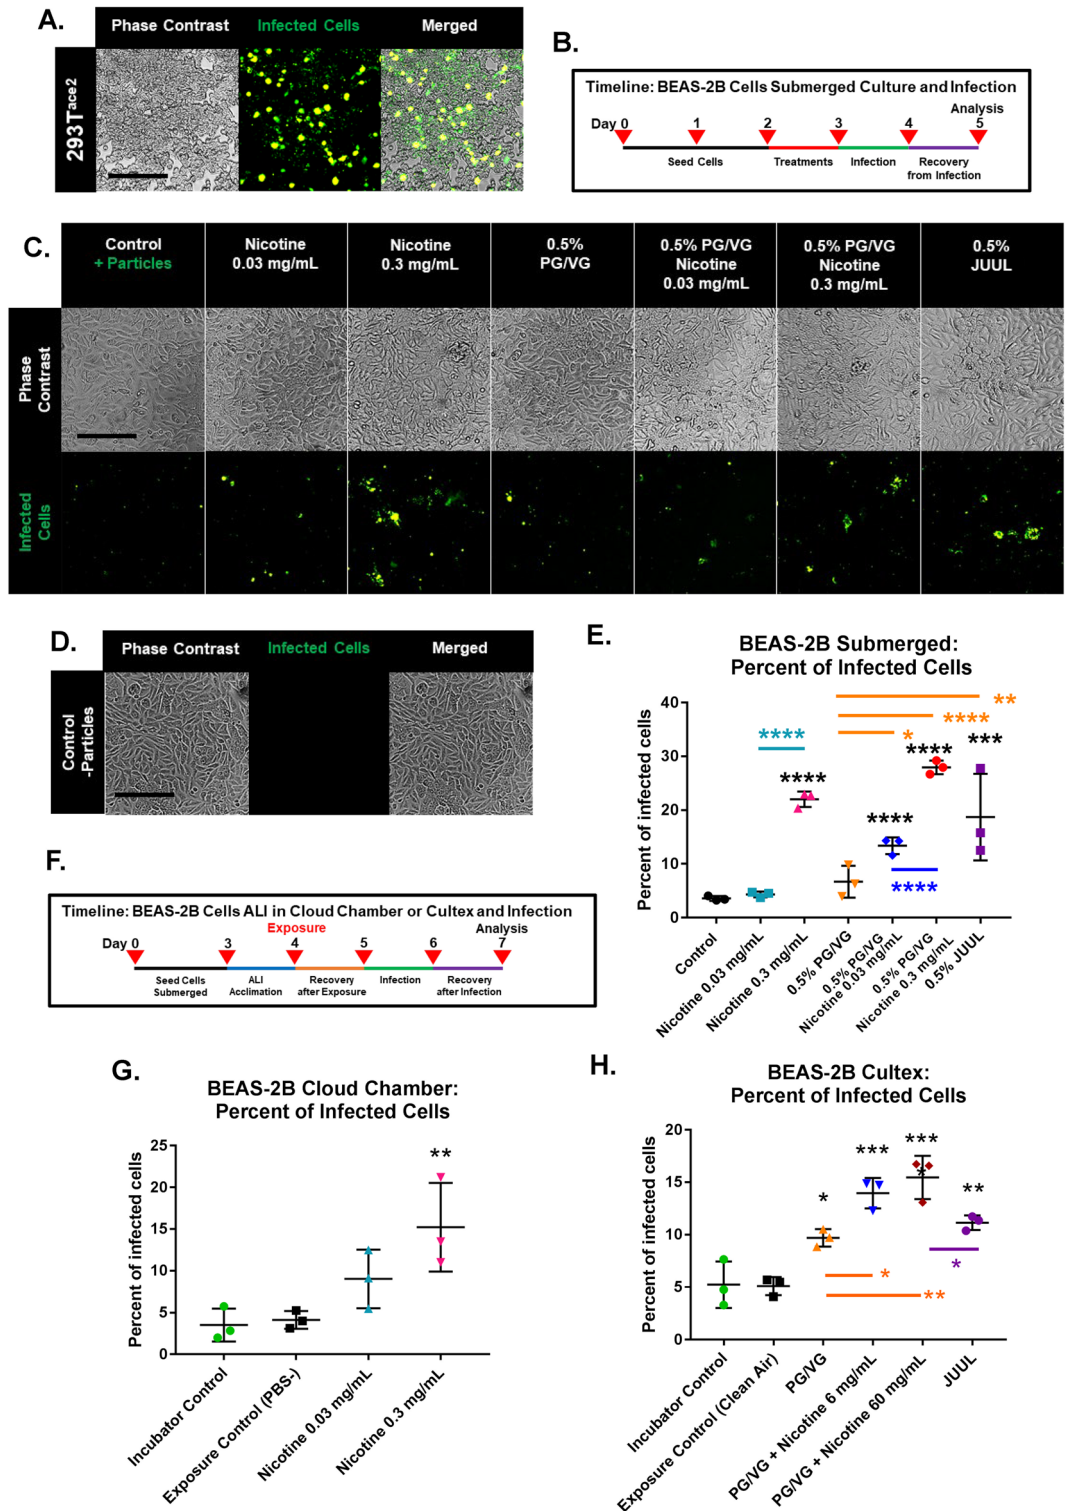 A.
Phase Contrast Infected Cells Merged
293Tace2
B.
Timeline: BEAS-2B Cells Submerged Culture and Infection
Analysis
Day 0 1 2 3 4 5
Seed Cells Treatments Infection Recovery
from Infection
C.
Control
+ Particles
Nicotine
0.03 mg/mL
Nicotine
0.3 mg/mL
0.5%
PG/VG
0.5% PG/VG
Nicotine
0.03 mg/mL
0.5% PG/VG
Nicotine
0.3 mg/mL
0.5%
JUUL
Phase
Contrast
Infected
Cells
D.
Phase Contrast Infected Cells Merged
Control
-Particles
E.
BEAS-2B Submerged:
Percent of Infected Cells
Percent of infected cells
40
30
20
10
0
**
****
*
****
****
****
****
***
****
Control
Nicotine 0.03 mg/mL
Nicotine 0.3 mg/mL
0.5% PG/VG
0.5% PG/VG
Nicotine 0.03 mg/mL
0.5% PG/VG
Nicotine 0.3 mg/mL
0.5% JUUL
F.
Timeline: BEAS-2B Cells ALI in Cloud Chamber or Cultex and Infection
Exposure Analysis
Day 0 3 4 5 6 7
Seed Cells
Submerged
ALI
Acclimation
Recovery
after Exposure
Infection
Recovery
after Infection
G.
BEAS-2B Cloud Chamber:
Percent of Infected Cells
Percent of infected cells
25
20
15
10
5
0
**
Incubator Control
Exposure Control (PBS-)
Nicotine 0.03 mg/mL
Nicotine 0.3 mg/mL
H.
BEAS-2B Cultex:
Percent of Infected Cells
Percent of infected cells
20
15
10
5
0
*
***
***
*
**
*
**
*
Incubator Control
Exposure Control (Clean Air)
PG/VG
PG/VG + Nicotine 6 mg/mL
PG/VG + Nicotine 60 mg/mL
JUUL